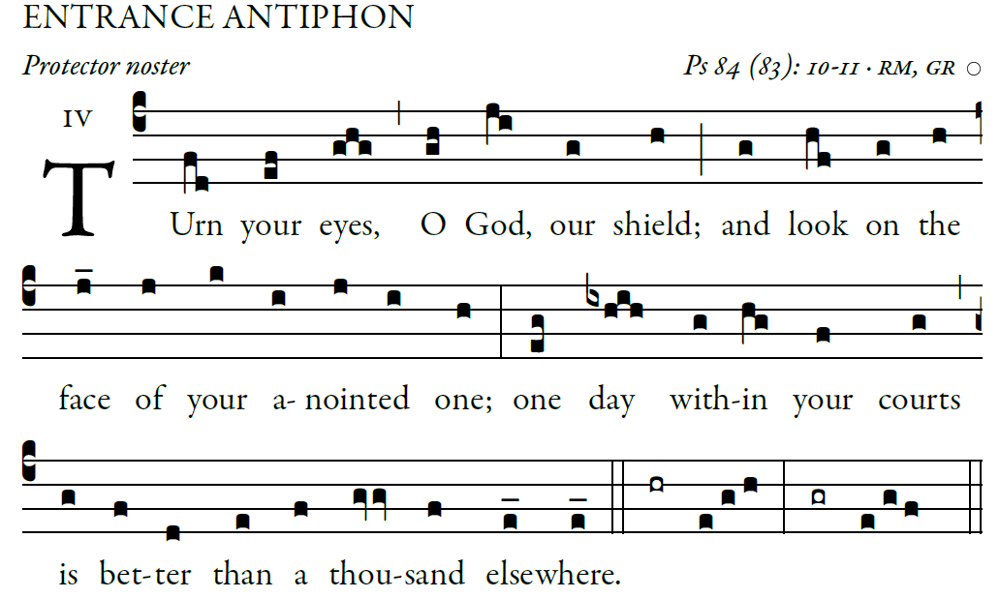 ENTRANCE ANTIPHON
Protector noster Ps 84 (83): 10-11 · RM, GR
IV
TUrn your eyes, O God, our shield; and look on the
face of your a- nointed one; one day with-in your courts
is bet-ter than a thou-sand elsewhere.